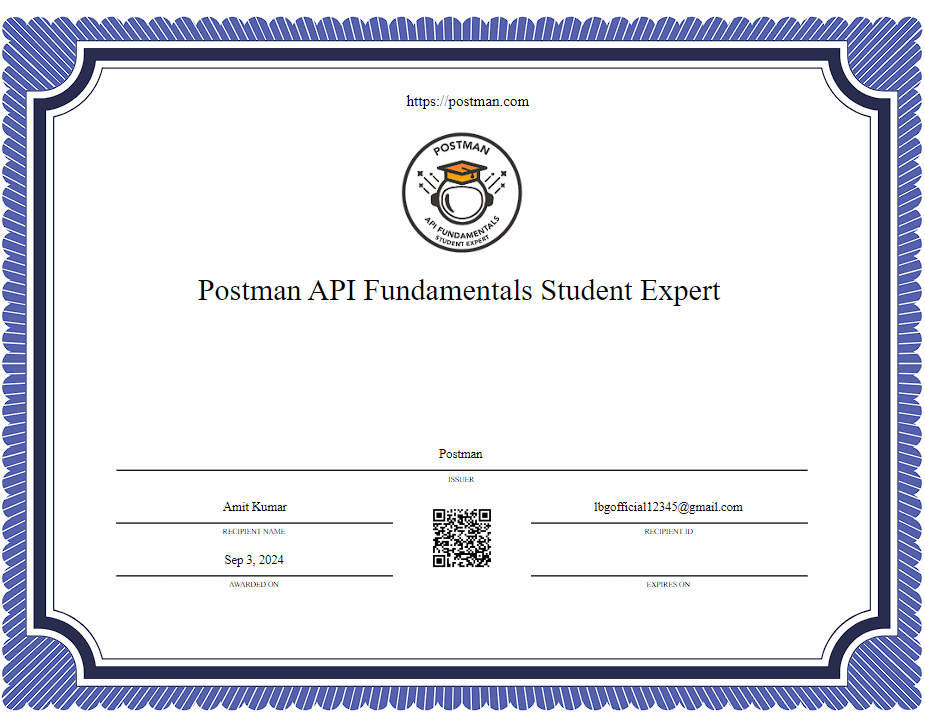 https://postman.com
POSTMAN
API FUNDAMENTALS
STUDENT EXPERT
Postman API Fundamentals Student Expert
Postman
ISSUER
Amit Kumar
RECIPIENT NAME
lbgofficial12345@gmail.com
RECIPIENT ID
Sep 3, 2024
AWARDED ON
EXPIRES ON